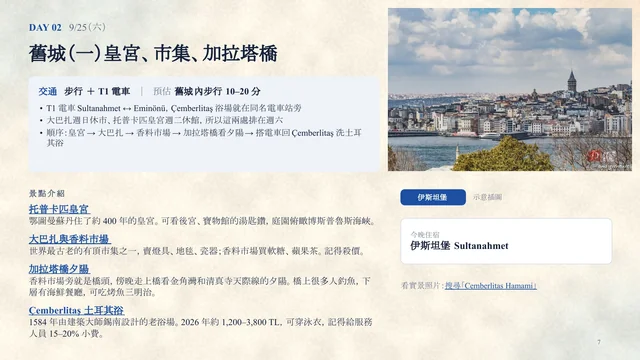 DAY 02 9/25(六)
舊城(一)皇宮、市集、加拉塔橋
交通 步行 + T1 電車 | 預估 舊城內步行 10–20 分
• T1 電車 Sultanahmet ↔ Eminönü, Çemberlitaş 浴場就在同名電車站旁
• 大巴扎週日休市, 托普卡匹皇宮週二休館, 所以這兩處排在週六
• 順序: 皇宮 → 大巴扎 → 香料市場 → 加拉塔橋看夕陽 → 搭電車回 Çemberlitaş 洗土耳
其浴
景點介紹
托普卡匹皇宮
鄂圖曼蘇丹住了約 400 年的皇宮。可看後宮、寶物館的湯匙鑽, 庭園俯瞰博斯普魯斯海峽。
大巴扎與香料市場
世界最古老的有頂市集之一, 賣燈具、地毯、瓷器; 香料市場買軟糖、蘋果茶。記得殺價。
加拉塔橋夕陽
香料市場旁就是橋頭, 傍晚走上橋看金角灣和清真寺天際線的夕陽。橋上很多人釣魚, 下
層有海鮮餐廳, 可吃烤魚三明治。
Çemberlitaş 土耳其浴
1584 年由建築大師錫南設計的老浴場。2026 年約 1,200–3,800 TL, 可穿泳衣, 記得給服務
人員 15–20% 小費。
伊斯坦堡 示意插圖
今晚住宿
伊斯坦堡 Sultanahmet
看實景照片: 搜尋「Cemberlitas Hamami」
7